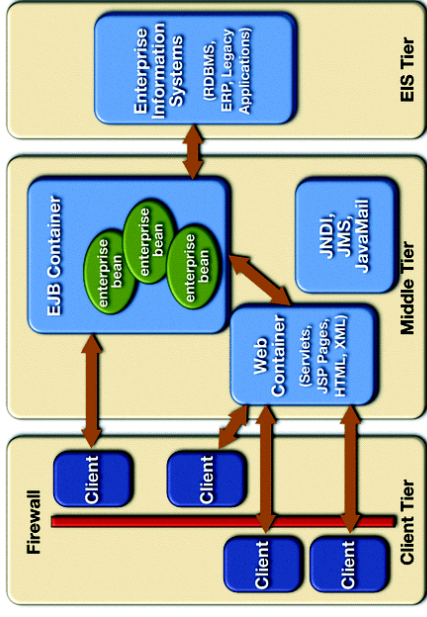 Firewall
Client
Client
Client
Client
Client Tier
EJB Container
enterprise
bean
enterprise
bean
enterprise
bean
Web
Container
(Servlets,
JSP Pages,
HTML, XML)
JNDI,
JMS,
JavaMail
Middle Tier
Enterprise
Information
Systems
(RDBMS,
ERP, Legacy
Applications)
EIS Tier